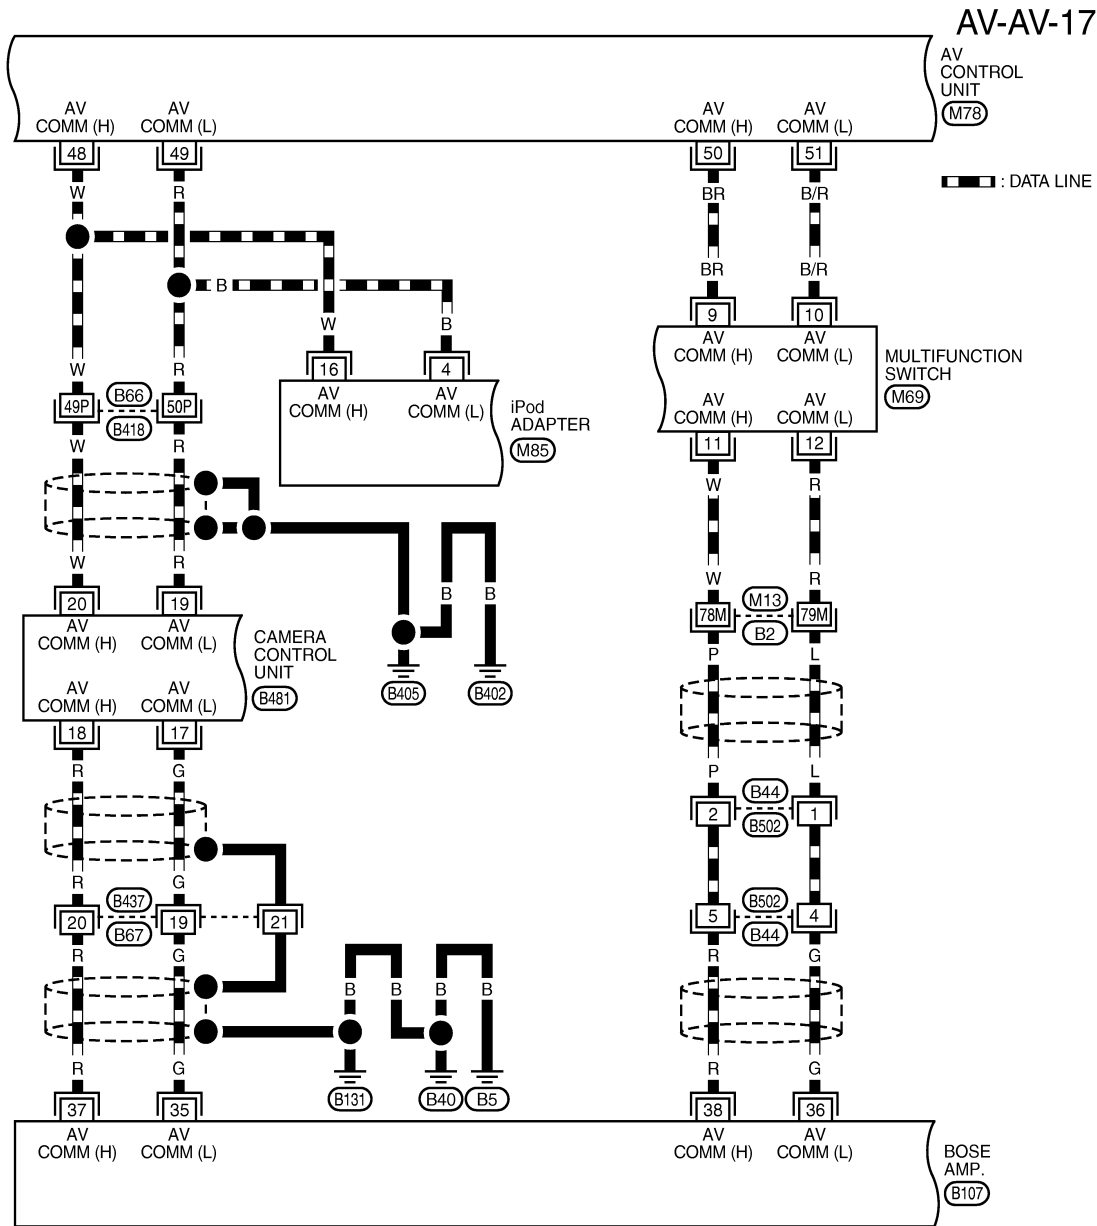 AV-AV-17
AV
CONTROL
UNIT
M78
AV
COMM (H)
AV
COMM (L)
AV
COMM (H)
AV
COMM (L)
48
49
50
51
: DATA LINE
W
R
BR
B/R
BR
B/R
B
W
B
9
10
16
4
AV
COMM (H)
AV
COMM (L)
MULTIFUNCTION
SWITCH
M69
AV
COMM (H)
AV
COMM (L)
11
12
W
R
49P
B66
B418
50P
AV
COMM (H)
AV
COMM (L)
iPod
ADAPTER
M85
W
R
W
R
W
R
W
R
20
19
B
B
78M
M13
B2
79M
AV
COMM (H)
AV
COMM (L)
CAMERA
CONTROL
UNIT
B481
AV
COMM (H)
AV
COMM (L)
18
17
B405
B402
P
L
R
G
P
L
2
B44
B502
1
R
G
20
B437
B67
19
21
5
B502
B44
4
R
G
R
G
B
B
B
B
R
G
R
G
37
35
B131
B40
B5
38
36
AV
COMM (H)
AV
COMM (L)
AV
COMM (H)
AV
COMM (L)
BOSE
AMP.
B107